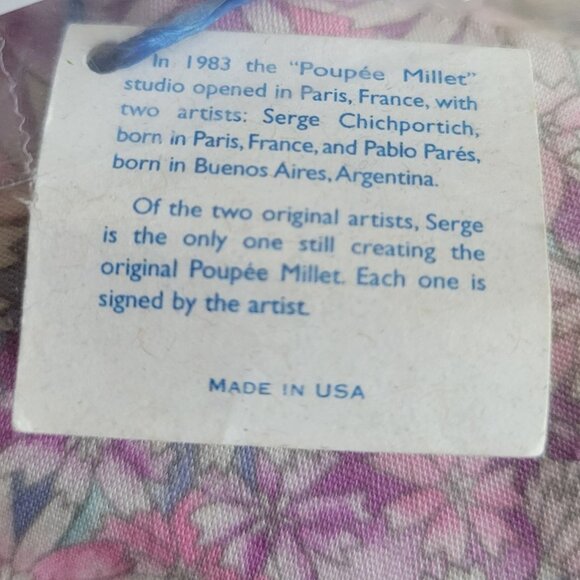 In 1983 the "Poupée Millet"
studio opened in Paris, France, with
two artists: Serge Chichportich,
born in Paris, France, and Pablo Parés,
born in Buenos Aires, Argentina.
Of the two original artists, Serge
is the only one still creating the
original Poupée Millet. Each one is
signed by the artist.
MADE IN USA